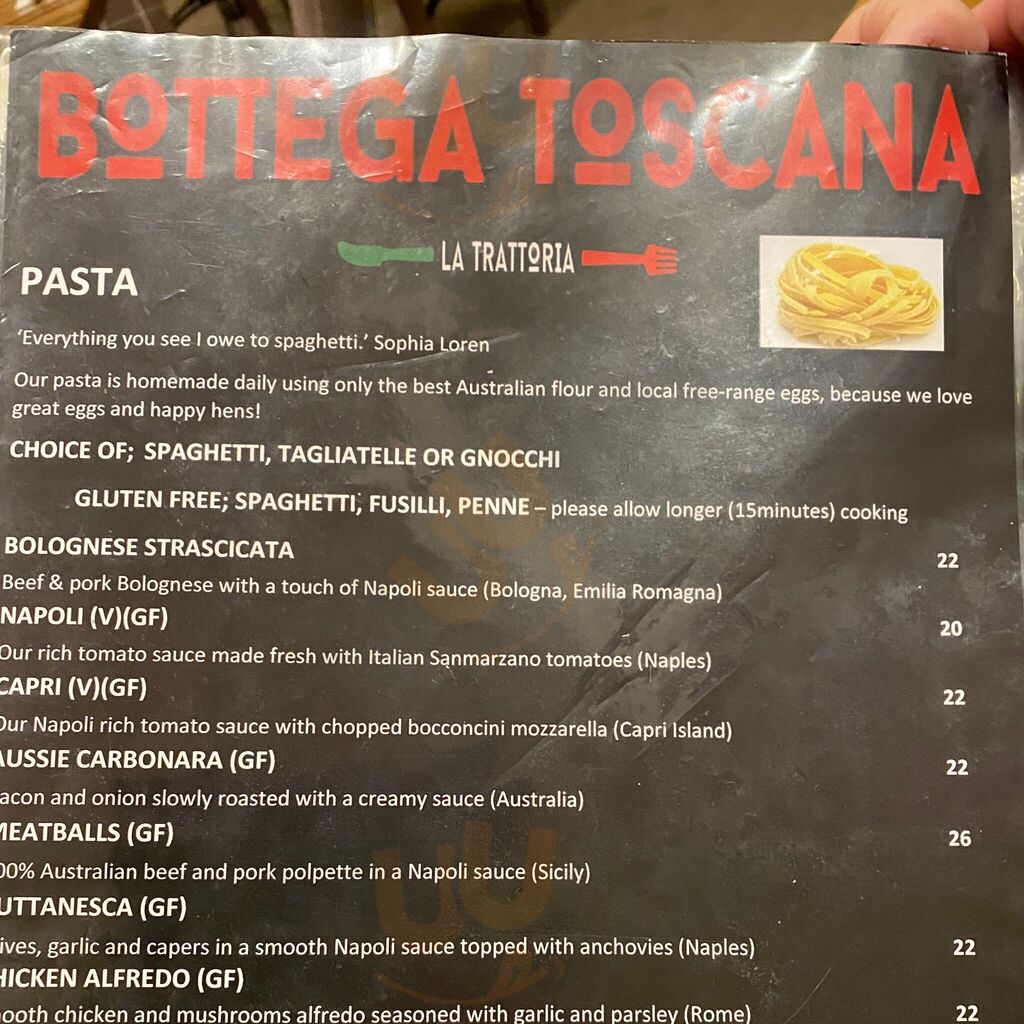 BOTTEGA TOSCANA
LA TRATTORIA
PASTA
‘Everything you see I owe to spaghetti.’ Sophia Loren
Our pasta is homemade daily using only the best Australian flour and local free-range eggs, because we love
great eggs and happy hens!
CHOICE OF; SPAGHETTI, TAGLIATELLE OR GNOCCHI
GLUTEN FREE; SPAGHETTI, FUSILLI, PENNE – please allow longer (15minutes) cooking
BOLOGNESE STRASCICATA 22
Beef & pork Bolognese with a touch of Napoli sauce (Bologna, Emilia Romagna)
NAPOLI (V)(GF) 20
Our rich tomato sauce made fresh with Italian Sanmarzano tomatoes (Naples)
CAPRI (V)(GF) 22
Our Napoli rich tomato sauce with chopped bocconcini mozzarella (Capri Island)
AUSSIE CARBONARA (GF) 22
acon and onion slowly roasted with a creamy sauce (Australia)
MEATBALLS (GF) 26
00% Australian beef and pork polpette in a Napoli sauce (Sicily)
UTTANESCA (GF)
ives, garlic and capers in a smooth Napoli sauce topped with anchovies (Naples) 22
HICKEN ALFREDO (GF)
ooth chicken and mushrooms alfredo seasoned with garlic and parsley (Rome) 22